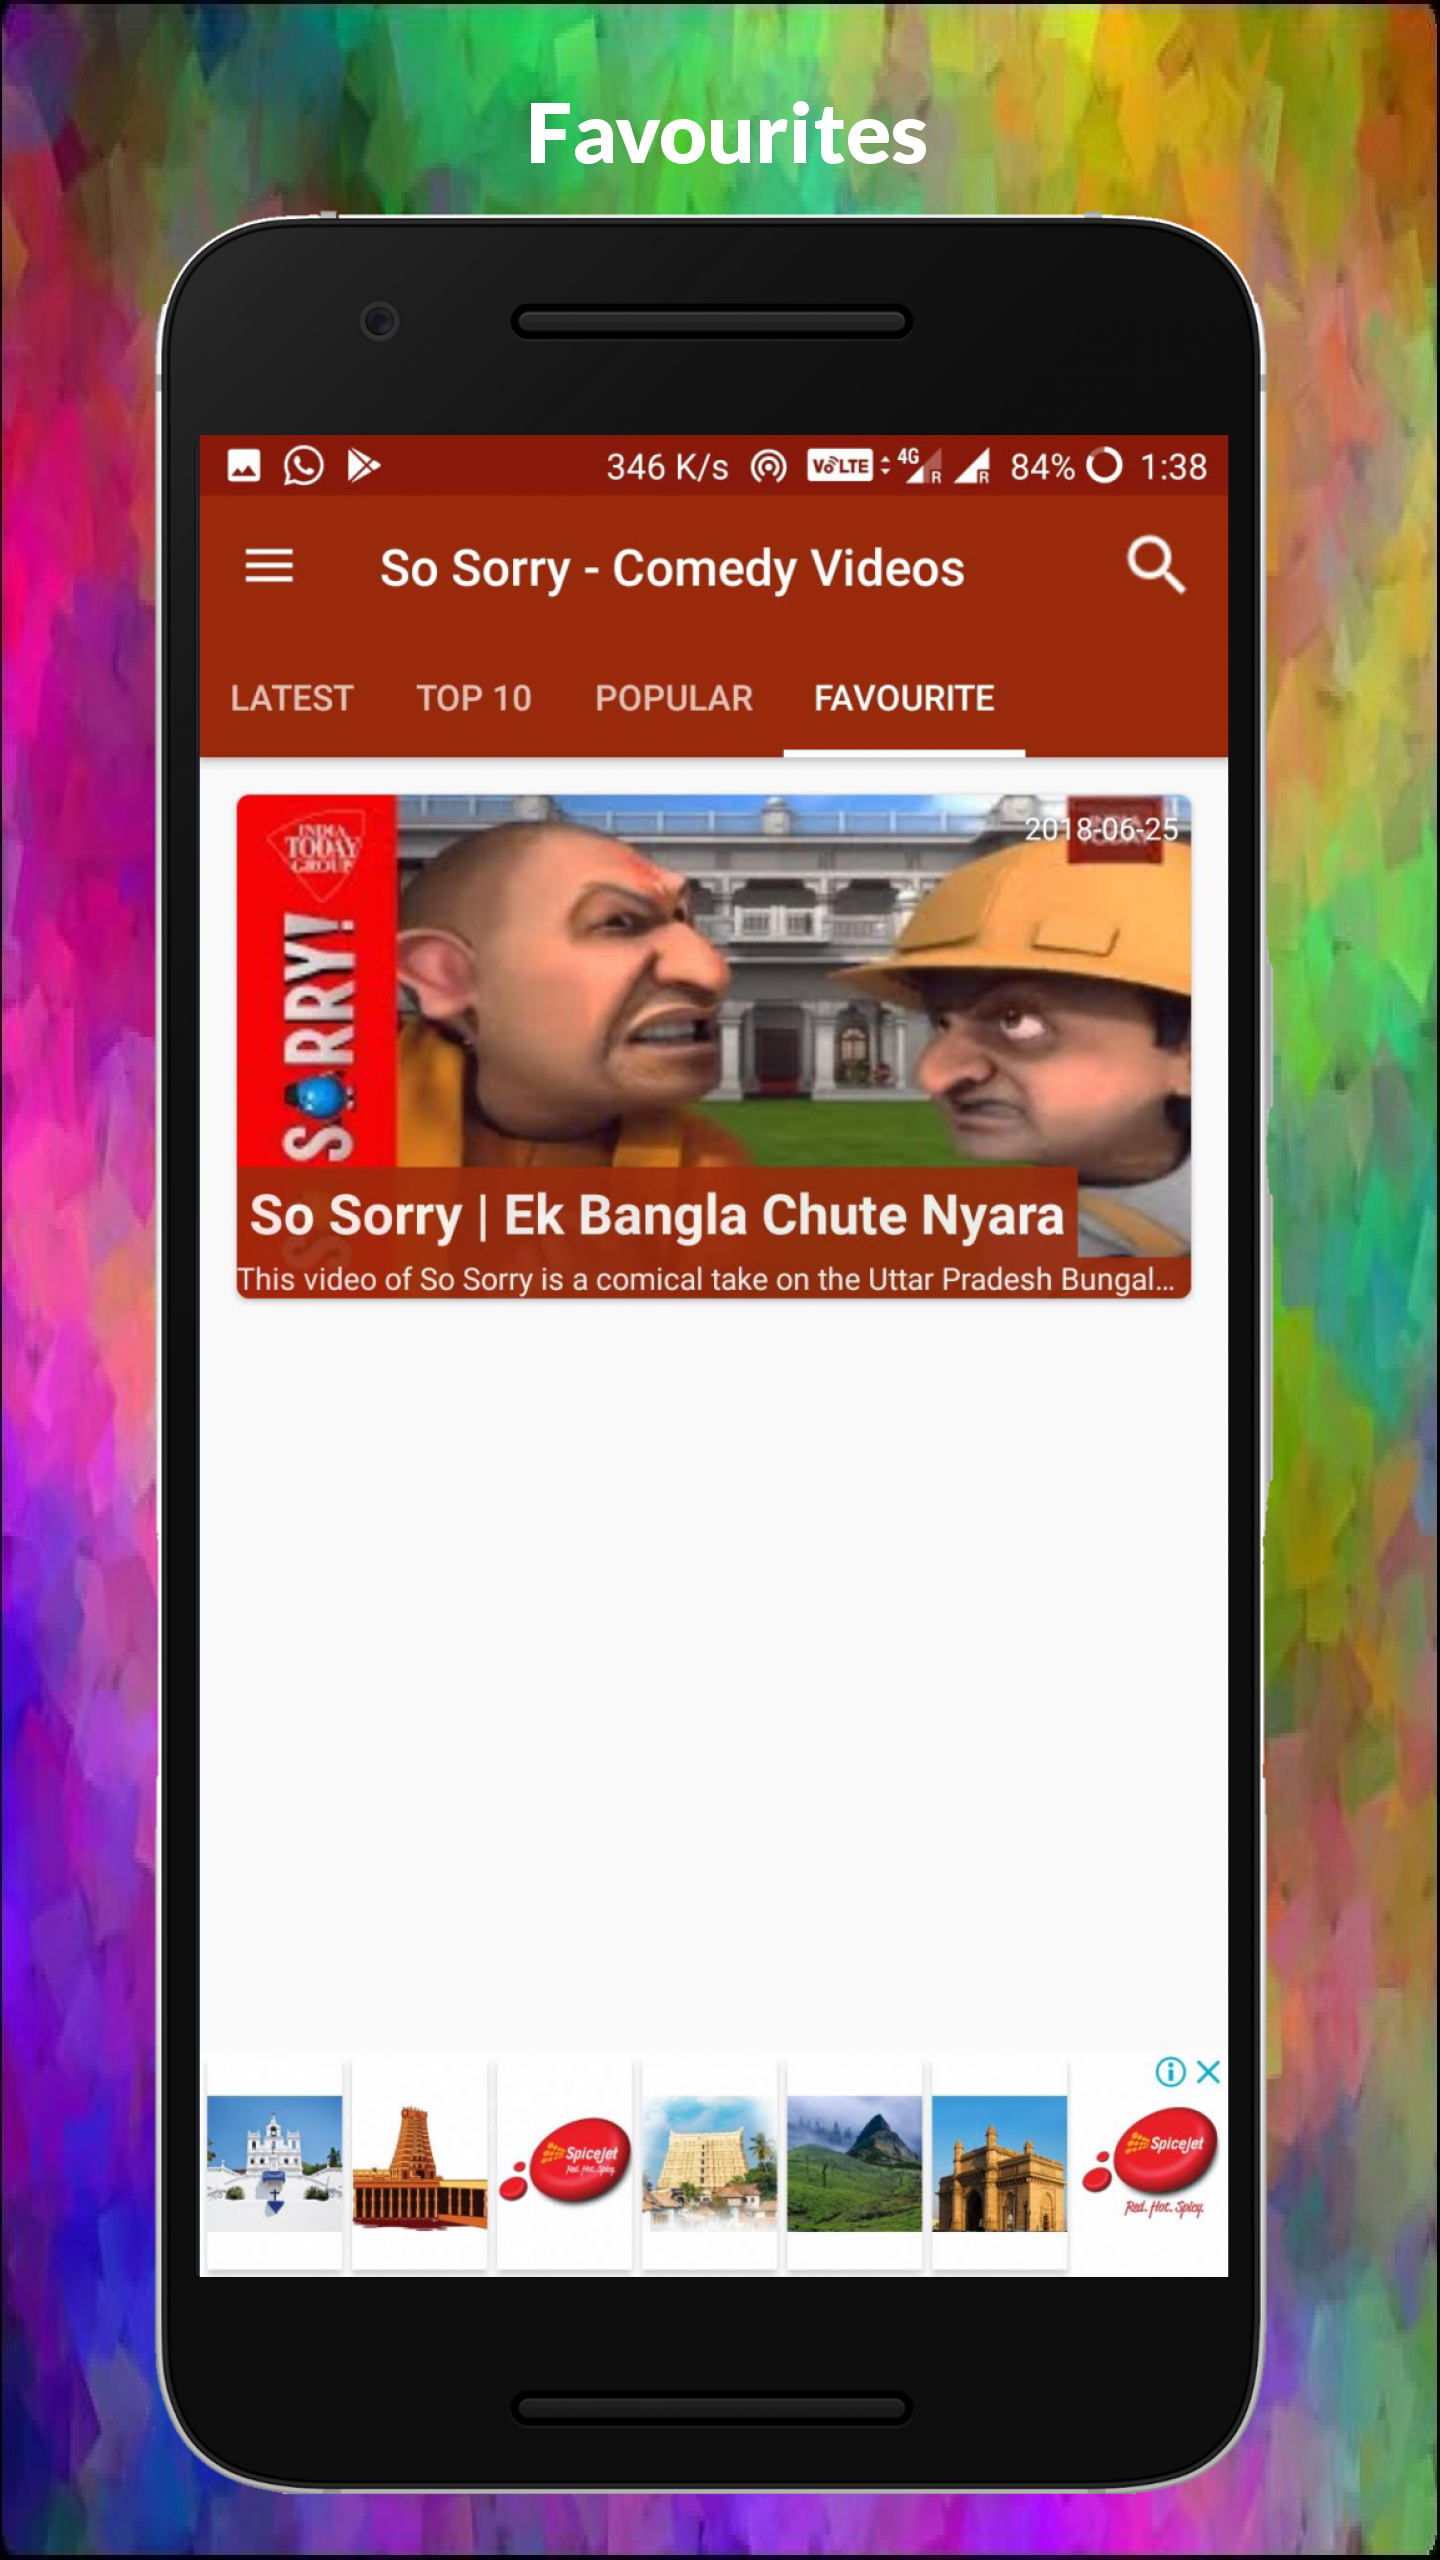 Favourites
346 K/s VoLTE 4G R R 84% 1:38
So Sorry - Comedy Videos
LATEST TOP 10 POPULAR FAVOURITE
2018-06-25
INDIA
TODAY
GROUP
SO SORRY!
So Sorry | Ek Bangla Chute Nyara
This video of So Sorry is a comical take on the Uttar Pradesh Bungal...
SpiceJet
Red. Hot. Spicy.
SpiceJet
Red. Hot. Spicy.